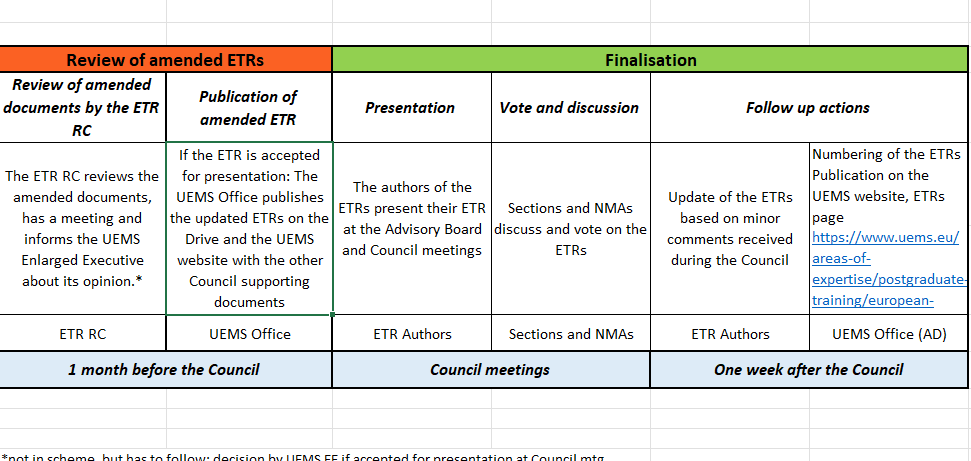 Review of amended ETRs
Finalisation
Review of amended
documents by the ETR
RC
Publication of
amended ETR
Presentation
Vote and discussion
Follow up actions
The ETR RC reviews the
amended documents,
has a meeting and
informs the UEMS
Enlarged Executive
about its opinion.*
If the ETR is accepted
for presentation: The
UEMS Office publishes
the updated ETRs on the
Drive and the UEMS
website with the other
Council supporting
documents
The authors of the
ETRs present their ETR
at the Advisory Board
and Council meetings
Sections and NMAs
discuss and vote on the
ETRs
Update of the ETRs
based on minor
comments received
during the Council
Numbering of the ETRs
Publication on the
UEMS website, ETRs
page
https://www.uems.eu/
areas-of-
expertise/postgraduate-
training/european-
ETR RC
UEMS Office
ETR Authors
Sections and NMAs
ETR Authors
UEMS Office (AD)
1 month before the Council
Council meetings
One week after the Council
*not in scheme, but has to follow: decision by UEMS EE if accepted for presentation at Council mtg